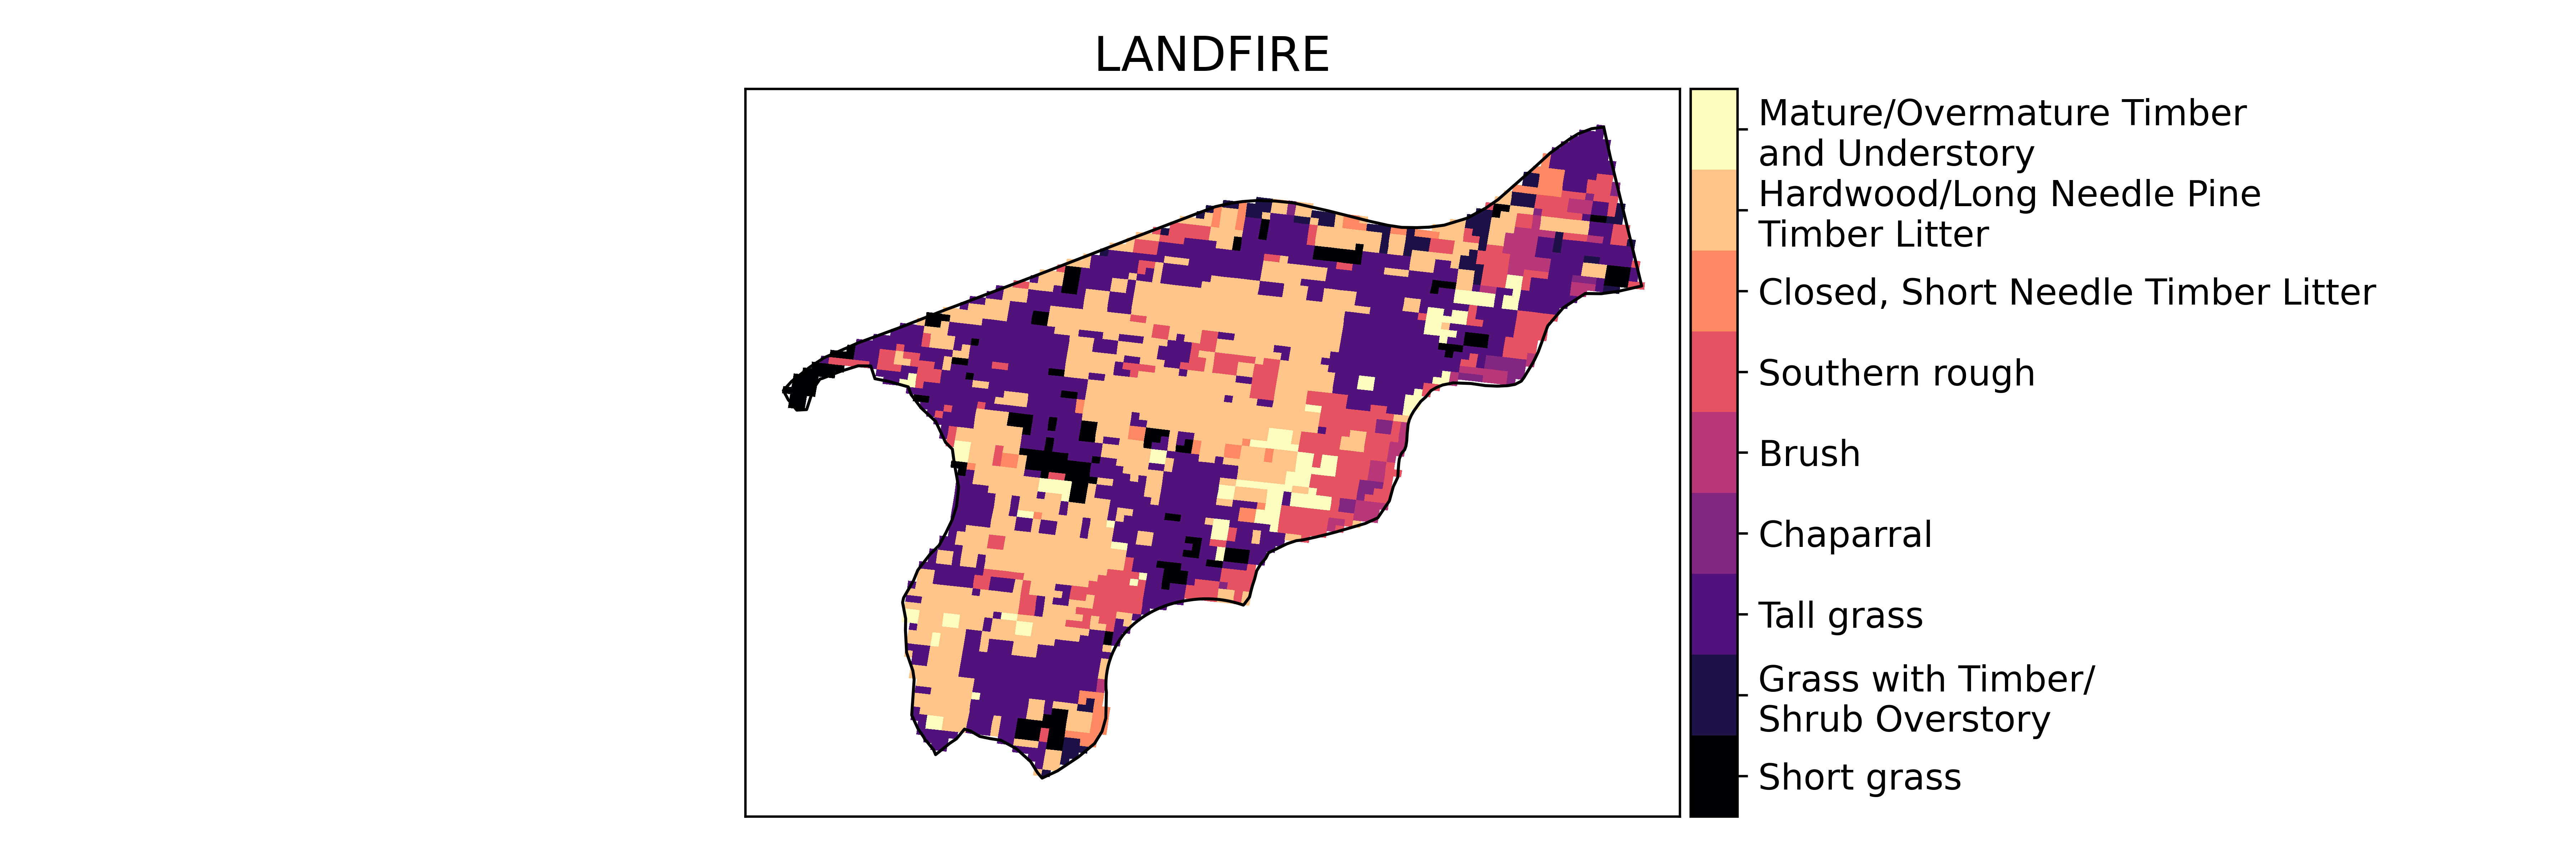 LANDFIRE
Mature/Overmature Timber
and Understory
Hardwood/Long Needle Pine
Timber Litter
Closed, Short Needle Timber Litter
Southern rough
Brush
Chaparral
Tall grass
Grass with Timber/
Shrub Overstory
Short grass